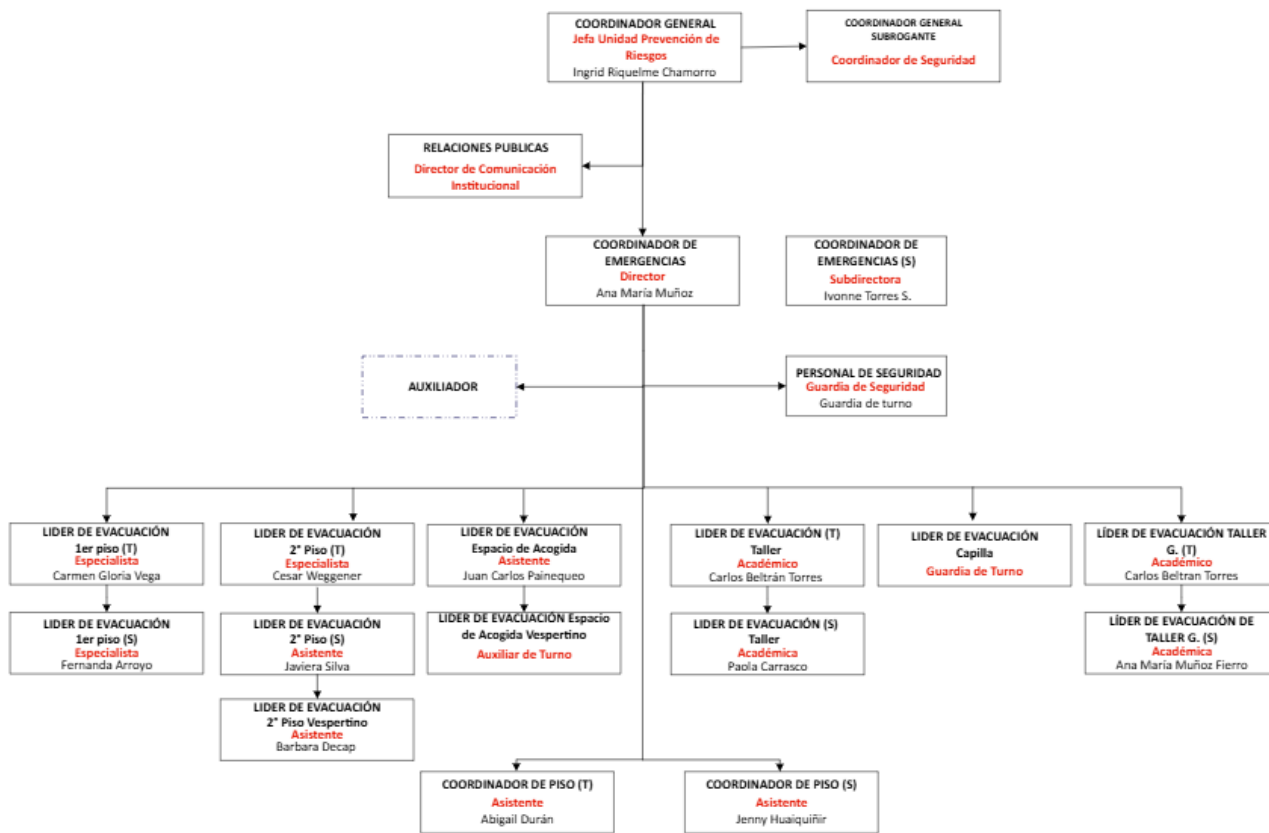 COORDINADOR GENERAL
Jefa Unidad Prevención de
Riesgos
Ingrid Riquelme Chamorro
COORDINADOR GENERAL
SUBROGANTE
Coordinador de Seguridad
RELACIONES PUBLICAS
Director de Comunicación
Institucional
COORDINADOR DE
EMERGENCIAS
Director
Ana María Muñoz
COORDINADOR DE
EMERGENCIAS (S)
Subdirectora
Ivonne Torres S.
AUXILIADOR
PERSONAL DE SEGURIDAD
Guardia de Seguridad
Guardia de turno
LIDER DE EVACUACIÓN
1er piso (T)
Especialista
Carmen Gloria Vega
LIDER DE EVACUACIÓN
2° Piso (T)
Especialista
Cesar Weggener
LIDER DE EVACUACIÓN
Espacio de Acogida
Asistente
Juan Carlos Painequeo
LIDER DE EVACUACIÓN (T)
Taller
Académico
Carlos Beltrán Torres
LIDER DE EVACUACIÓN
Capilla
Guardia de Turno
LÍDER DE EVACUACIÓN TALLER
G. (T)
Académico
Carlos Beltran Torres
LIDER DE EVACUACIÓN
1er piso (S)
Especialista
Fernanda Arroyo
LIDER DE EVACUACIÓN
2° Piso (S)
Asistente
Javiera Silva
LIDER DE EVACUACIÓN Espacio
de Acogida Vespertino
Auxiliar de Turno
LIDER DE EVACUACIÓN (S)
Taller
Académica
Paola Carrasco
LÍDER DE EVACUACIÓN DE
TALLER G. (S)
Académica
Ana María Muñoz Fierro
LIDER DE EVACUACIÓN
2° Piso Vespertino
Asistente
Barbara Decap
COORDINADOR DE PISO (T)
Asistente
Abigail Durán
COORDINADOR DE PISO (S)
Asistente
Jenny Huaiquiñir